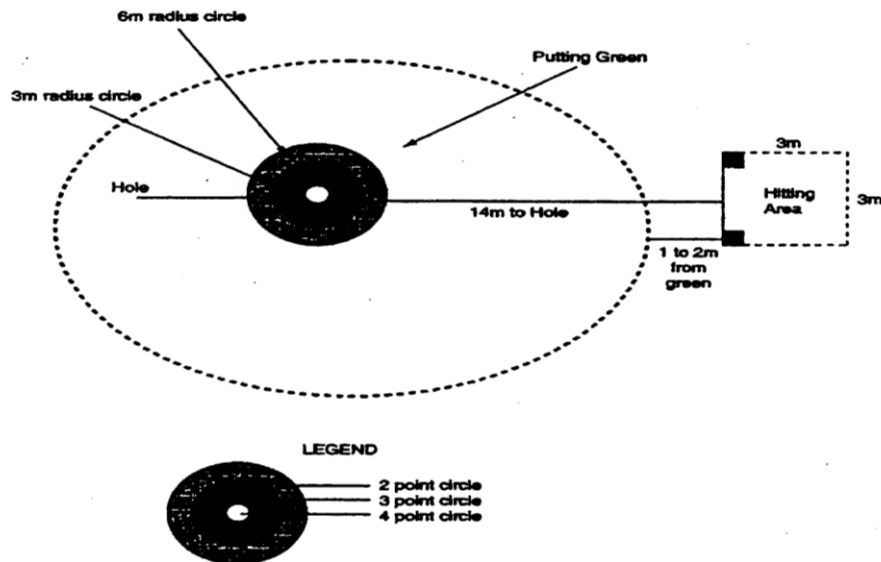 6m radius circle
Putting Green
3m radius circle
Hole
14m to Hole
3m
Hitting
Area
3m
1 to 2m
from
green
LEGEND
2 point circle
3 point circle
4 point circle